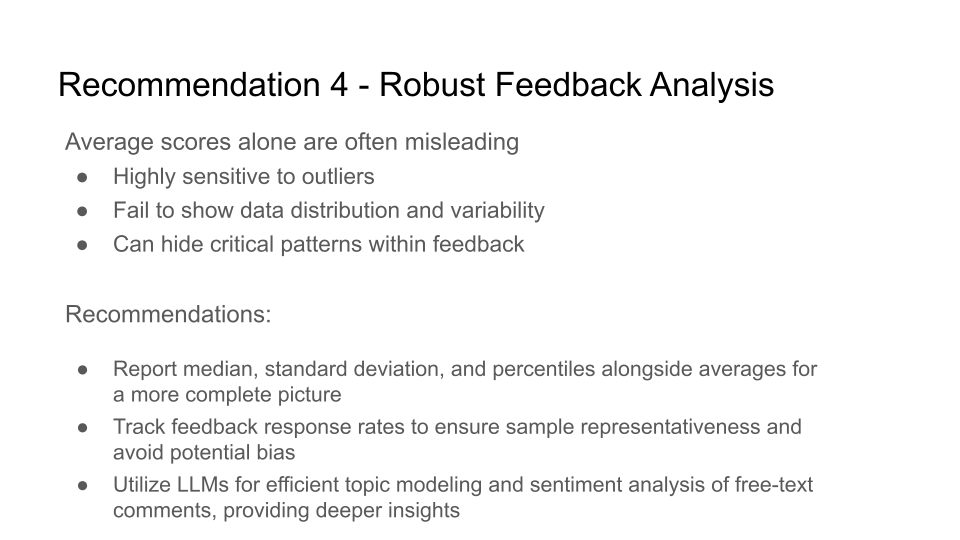 Recommendation 4 - Robust Feedback Analysis
Average scores alone are often misleading
● Highly sensitive to outliers
● Fail to show data distribution and variability
● Can hide critical patterns within feedback
Recommendations:
● Report median, standard deviation, and percentiles alongside averages for
a more complete picture
● Track feedback response rates to ensure sample representativeness and
avoid potential bias
● Utilize LLMs for efficient topic modeling and sentiment analysis of free-text
comments, providing deeper insights